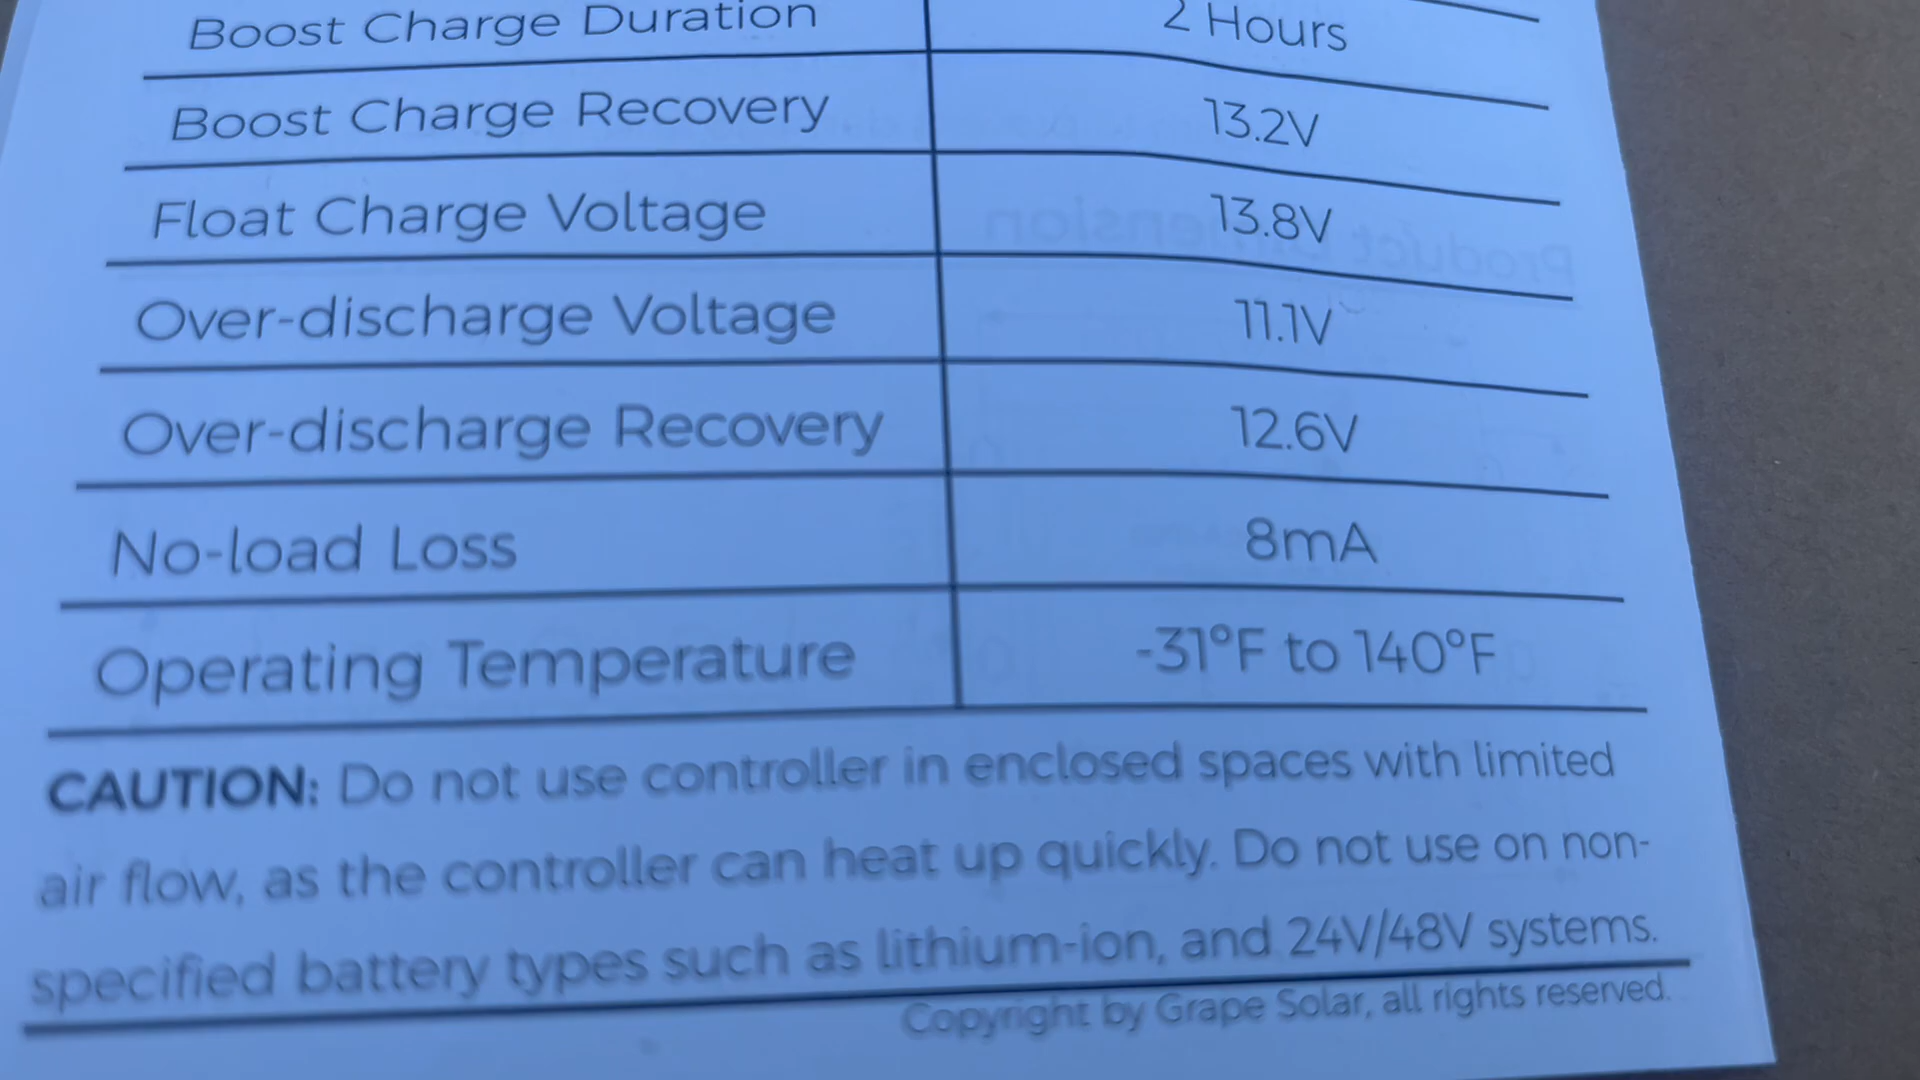 Boost Charge Duration 2 Hours
Boost Charge Recovery 13.2V
Float Charge Voltage 13.8V
Over-discharge Voltage 11.1V
Over-discharge Recovery 12.6V
No-load Loss 8mA
Operating Temperature -31°F to 140°F
CAUTION: Do not use controller in enclosed spaces with limited
air flow, as the controller can heat up quickly. Do not use on non-
specified battery types such as lithium-ion, and 24V/48V systems.
Copyright by Grape Solar, all rights reserved.